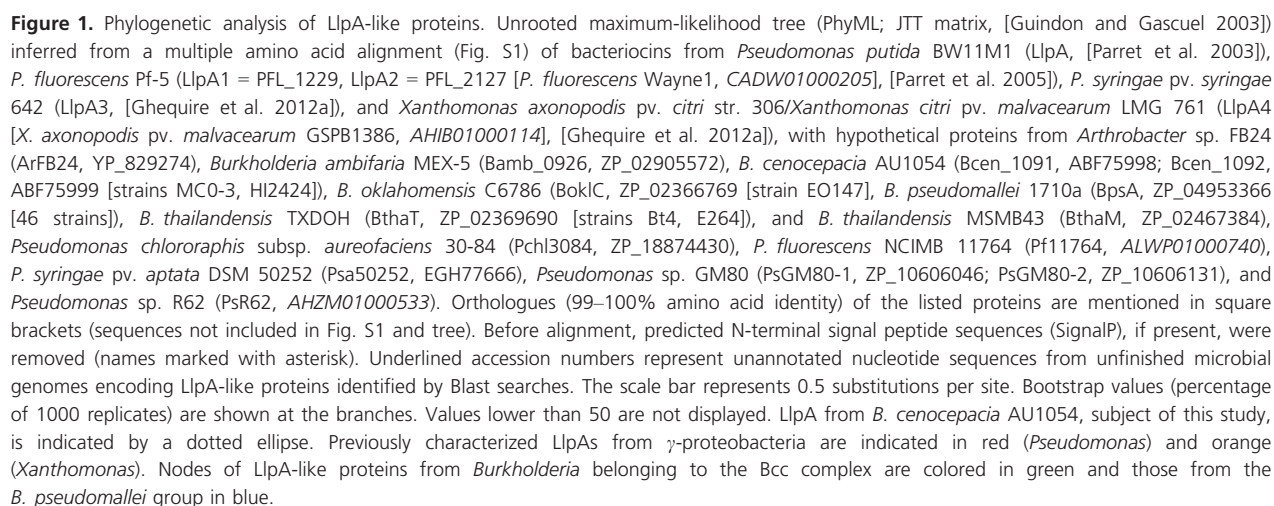 Figure 1. Phylogenetic analysis of LlpA-like proteins. Unrooted maximum-likelihood tree (PhyML; JTT matrix, [Guindon and Gascuel 2003])
inferred from a multiple amino acid alignment (Fig. S1) of bacteriocins from Pseudomonas putida BW11M1 (LlpA, [Parret et al. 2003]),
P. fluorescens Pf-5 (LlpA1 = PFL_1229, LlpA2 = PFL_2127 [P. fluorescens Wayne1, CADW01000205], [Parret et al. 2005]), P. syringae pv. syringae
642 (LlpA3, [Ghequire et al. 2012a]), and Xanthomonas axonopodis pv. citri str. 306/Xanthomonas citri pv. malvacearum LMG 761 (LlpA4
[X. axonopodis pv. malvacearum GSPB1386, AHIB01000114], [Ghequire et al. 2012a]), with hypothetical proteins from Arthrobacter sp. FB24
(ArFB24, YP_829274), Burkholderia ambifaria MEX-5 (Bamb_0926, ZP_02905572), B. cenocepacia AU1054 (Bcen_1091, ABF75998; Bcen_1092,
ABF75999 [strains MC0-3, HI2424]), B. oklahomensis C6786 (BoklC, ZP_02366769 [strain EO147], B. pseudomallei 1710a (BpsA, ZP_04953366
[46 strains]), B. thailandensis TXDOH (BthaT, ZP_02369690 [strains Bt4, E264]), and B. thailandensis MSMB43 (BthaM, ZP_02467384),
Pseudomonas chlororaphis subsp. aureofaciens 30-84 (Pchl3084, ZP_18874430), P. fluorescens NCIMB 11764 (Pf11764, ALWP01000740),
P. syringae pv. aptata DSM 50252 (Psa50252, EGH77666), Pseudomonas sp. GM80 (PsGM80-1, ZP_10606046; PsGM80-2, ZP_10606131), and
Pseudomonas sp. R62 (PsR62, AHZM01000533). Orthologues (99–100% amino acid identity) of the listed proteins are mentioned in square
brackets (sequences not included in Fig. S1 and tree). Before alignment, predicted N-terminal signal peptide sequences (SignalP), if present, were
removed (names marked with asterisk). Underlined accession numbers represent unannotated nucleotide sequences from unfinished microbial
genomes encoding LlpA-like proteins identified by Blast searches. The scale bar represents 0.5 substitutions per site. Bootstrap values (percentage
of 1000 replicates) are shown at the branches. Values lower than 50 are not displayed. LlpA from B. cenocepacia AU1054, subject of this study,
is indicated by a dotted ellipse. Previously characterized LlpAs from γ-proteobacteria are indicated in red (Pseudomonas) and orange
(Xanthomonas). Nodes of LlpA-like proteins from Burkholderia belonging to the Bcc complex are colored in green and those from the
B. pseudomallei group in blue.